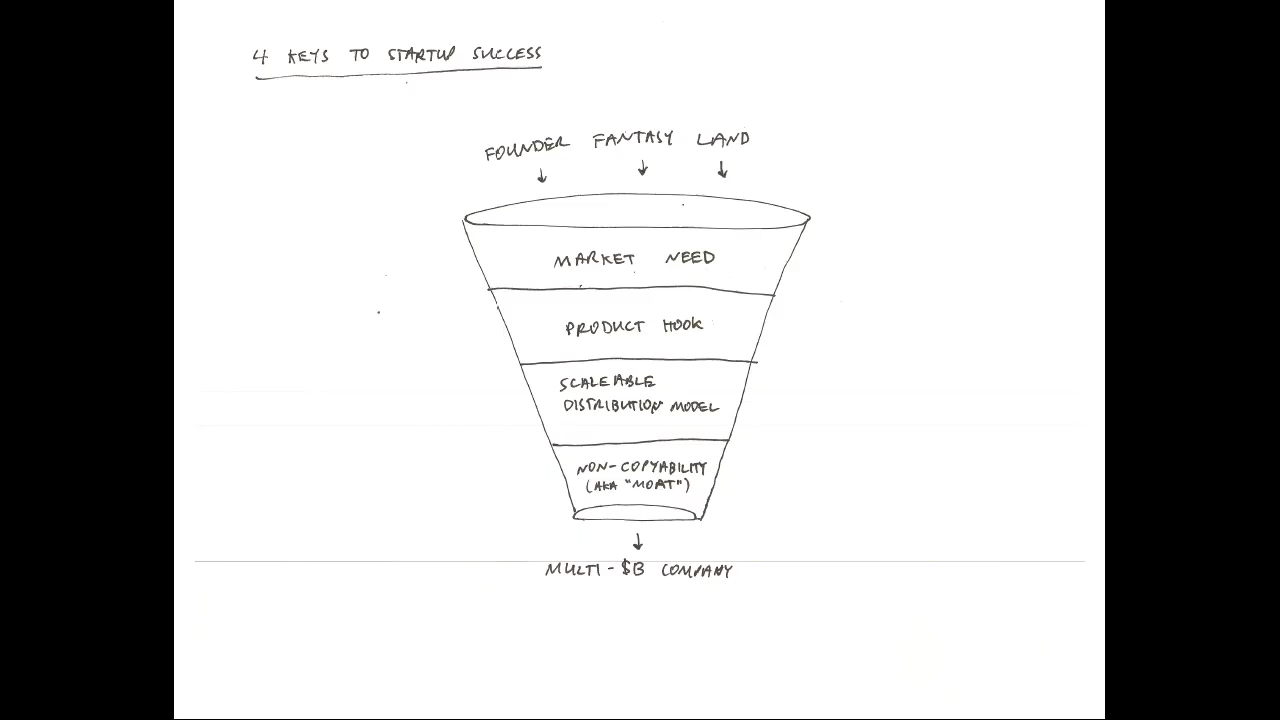 4 KEYS TO STARTUP SUCCESS
FOUNDER FANTASY LAND
MARKET NEED
PRODUCT HOOK
SCALEABLE
DISTRIBUTION MODEL
NON-COPYABILITY
(AKA "MOAT")
MULTI-$B COMPANY